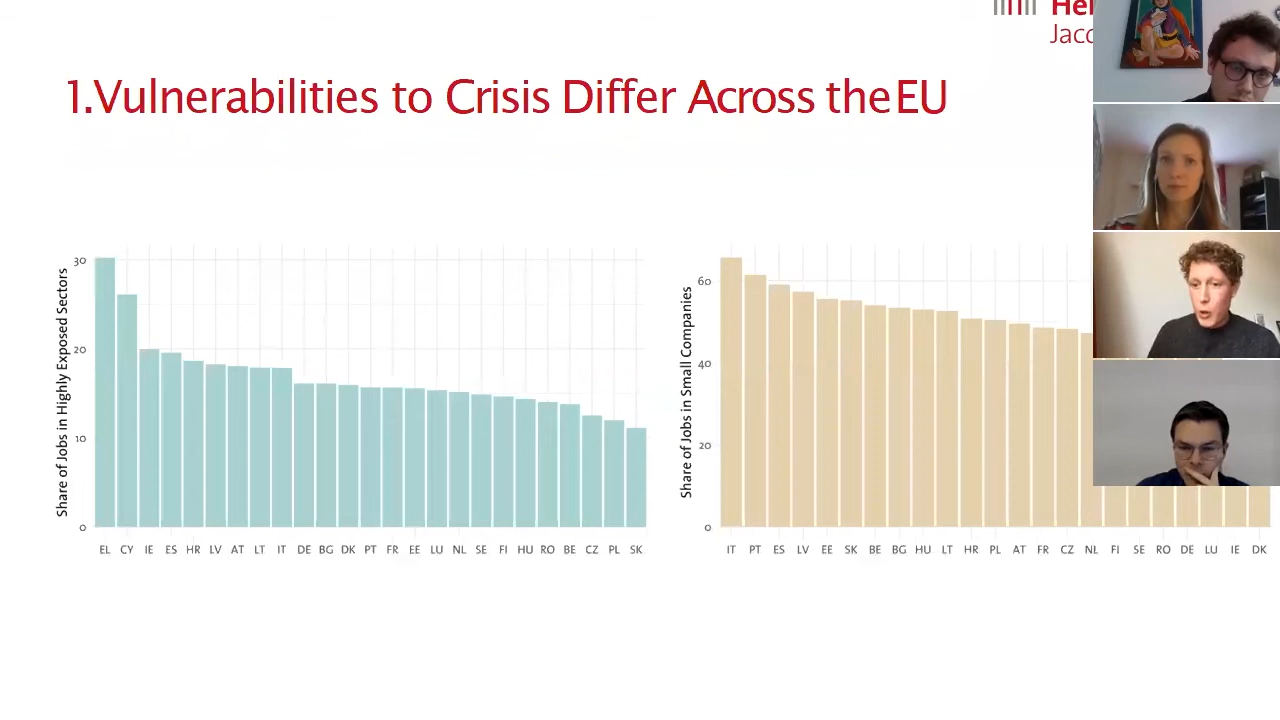 Jacq
1.Vulnerabilities to Crisis Differ Across the EU
Share of Jobs in Highly Exposed Sectors
30
20
10
0
EL CY IE ES HR LV AT LT IT DE BG DK PT FR EE LU NL SE FI HU RO BE CZ PL SK
Share of Jobs in Small Companies
60
40
20
0
IT PT ES LV EE SK BE BG HU LT HR PL AT FR CZ NL FI SE RO DE LU IE DK